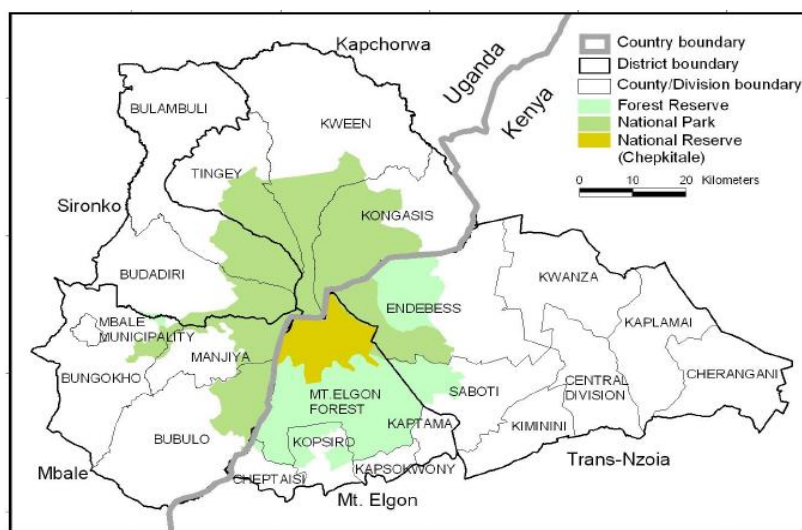 Kapchorwa
Uganda
Kenya
Country boundary
District boundary
County/Division boundary
Forest Reserve
National Park
National Reserve
(Chepkitale)
0 10 20 Kilometers
BULAMBULI
KWEEN
TINGEY
Sironko
KONGASIS
BUDADIRI
KWANZA
ENDEBESS
MBALE
MUNICIPALITY
KAPLAMAI
MANJIYA
BUNGOKHO
CHERANGANI
MT.ELGON
FOREST
SABOTI
CENTRAL
DIVISION
KAPTAMA
KIMININI
BUBULO
KOPSIRO
Mbale
CHEPTAISI
KAPSOKWONY
Trans-Nzoia
Mt. Elgon